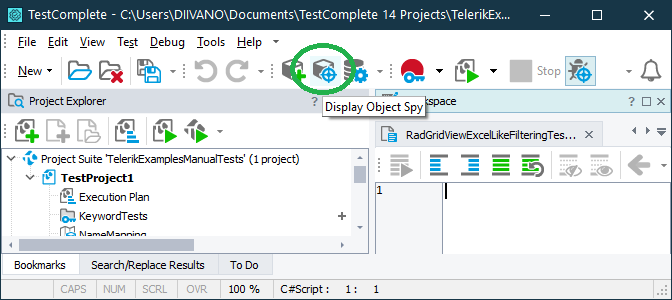 TestComplete - C:\Users\DIIVANO\Documents\TestComplete 14 Projects\TelerikEx...
File Edit View Test Debug Tools Window Help
New Stop
Display Object Spy
Project Explorer ? kspace
RadGridViewExcelLikeFilteringTes...
Project Suite 'TelerikExamplesManualTests' (1 project)
TestProject1
Execution Plan
KeywordTests
NameMapping
1
Bookmarks Search/Replace Results To Do
CAPS NUM SCRL OVR 100 % C#Script : 1 : 1